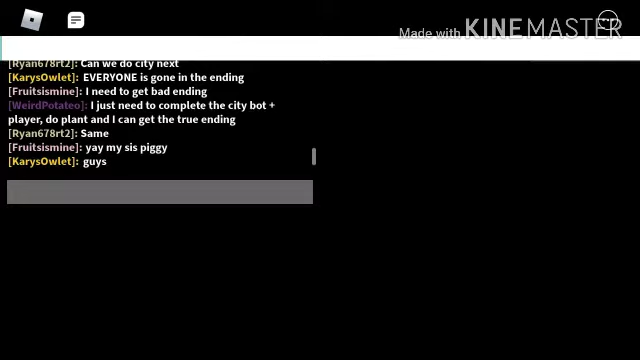 Made with KINEMASTER
[Ryan678rt2]: Can we do city next
[KarysOwlet]: EVERYONE is gone in the ending
[Fruitsismine]: I need to get bad ending
[WeirdPotateo]: I just need to complete the city bot +
player, do plant and I can get the true ending
[Ryan678rt2]: Same
[Fruitsismine]: yay my sis piggy
[KarysOwlet]: guys